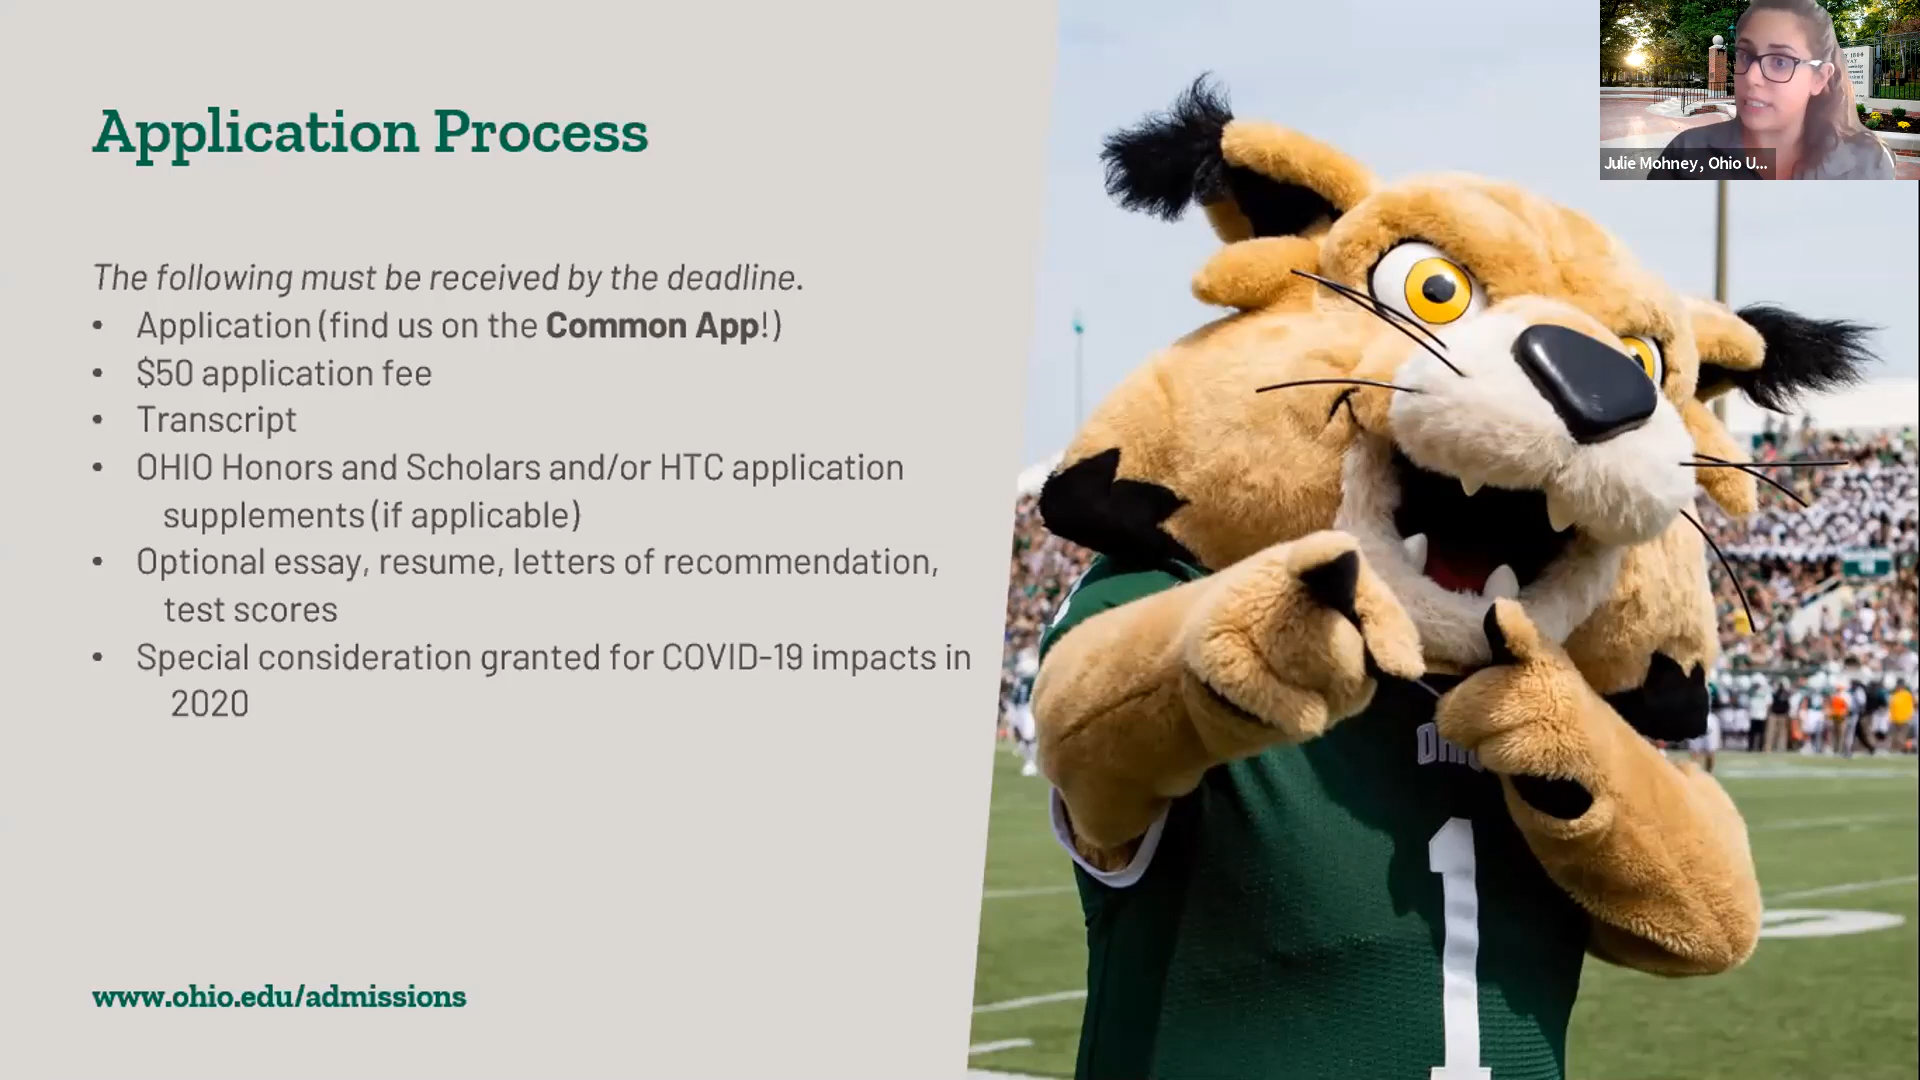 Application Process
The following must be received by the deadline.
• Application (find us on the Common App!)
• $50 application fee
• Transcript
• OHIO Honors and Scholars and/or HTC application
supplements (if applicable)
• Optional essay, resume, letters of recommendation,
test scores
• Special consideration granted for COVID-19 impacts in
2020
www.ohio.edu/admissions
Julie Mohney, Ohio U...
1